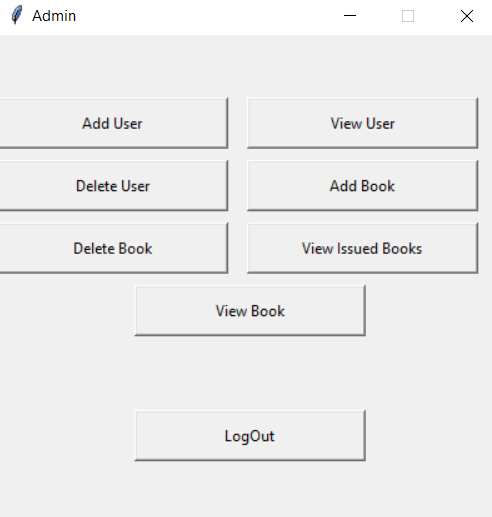 Admin
Add User
View User
Delete User
Add Book
Delete Book
View Issued Books
View Book
LogOut